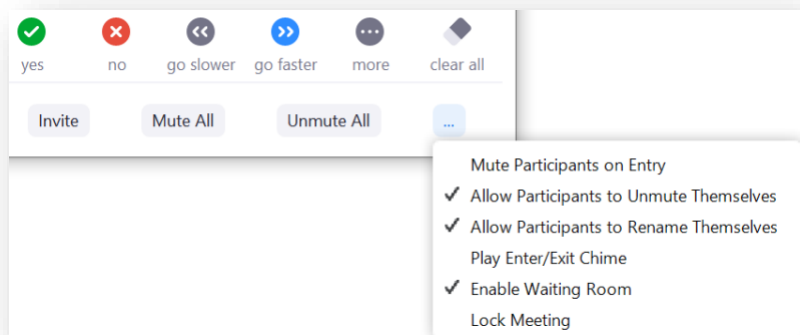 yes no go slower go faster more clear all
Invite Mute All Unmute All ...
Mute Participants on Entry
Allow Participants to Unmute Themselves
Allow Participants to Rename Themselves
Play Enter/Exit Chime
Enable Waiting Room
Lock Meeting